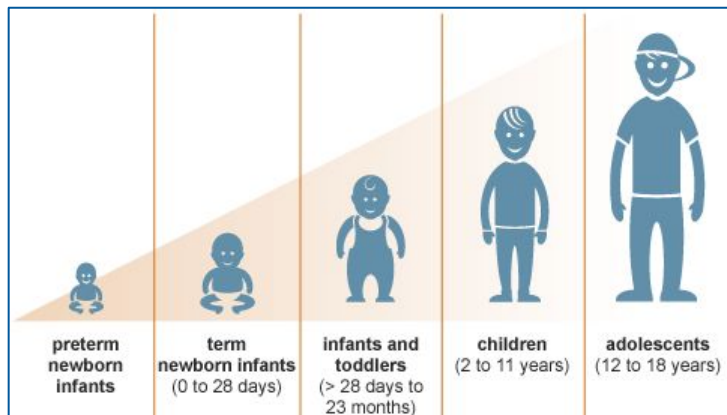 preterm
newborn
infants
term
newborn infants
(0 to 28 days)
infants and
toddlers
(> 28 days to
23 months)
children
(2 to 11 years)
adolescents
(12 to 18 years)